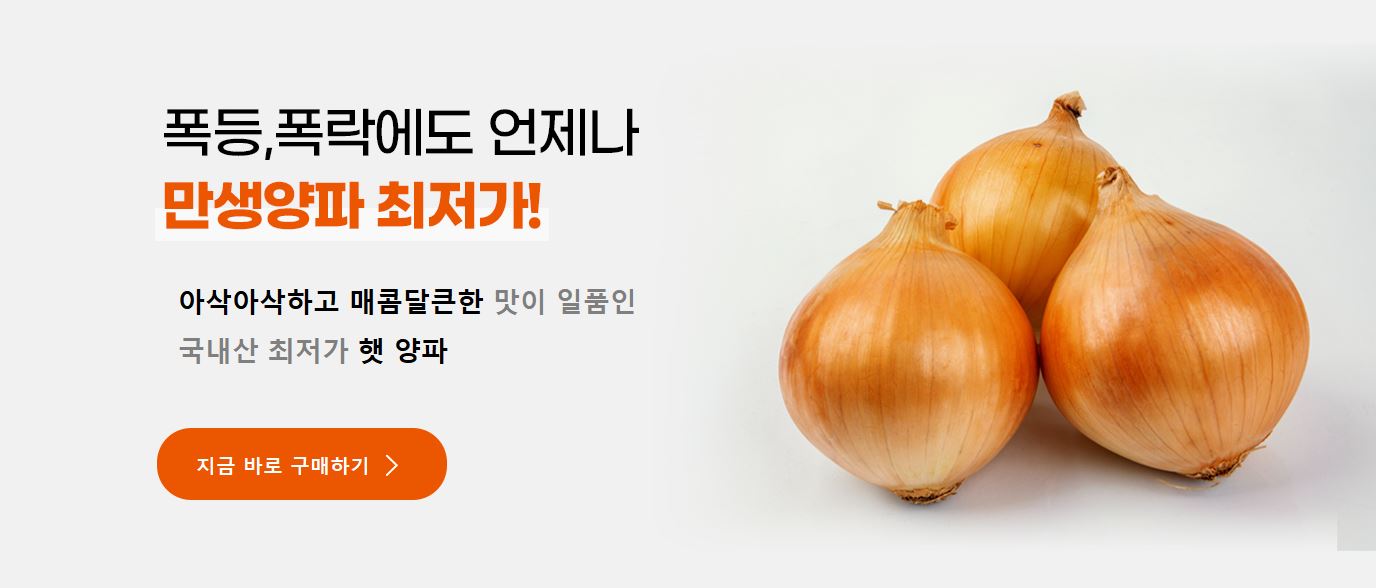 폭등,폭락에도 언제나
만생양파 최저가!
아삭아삭하고 매콤달큰한 맛이 일품인
국내산 최저가 햇 양파
지금 바로 구매하기